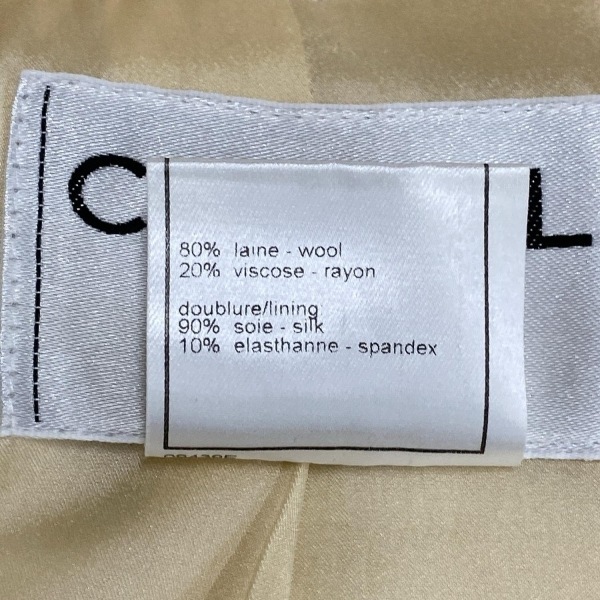 C L
80% laine - wool
20% viscose - rayon
doublure/lining
90% soie - silk
10% elasthanne - spandex